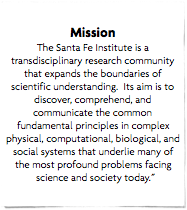 Mission
The Santa Fe Institute is a
transdisciplinary research community
that expands the boundaries of
scientific understanding.  Its aim is to
discover, comprehend, and
communicate the common
fundamental principles in complex
physical, computational, biological, and
social systems that underlie many of
the most profound problems facing
science and society today."